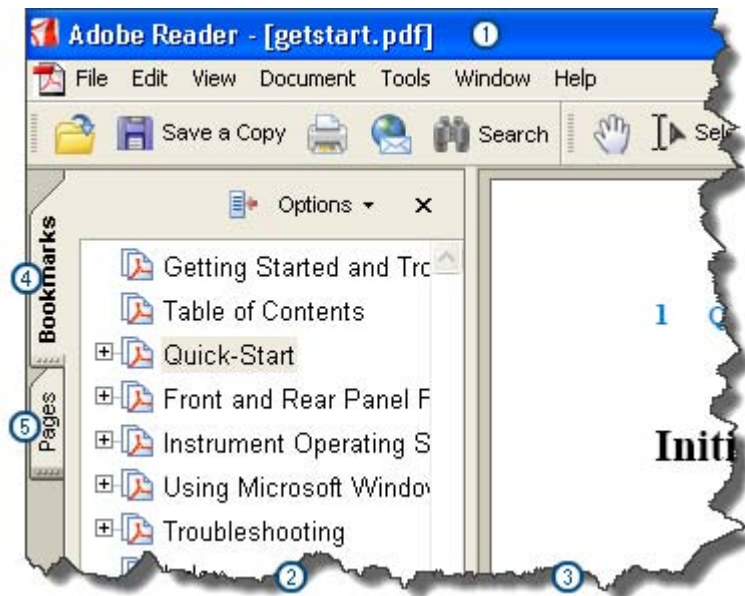 Adobe Reader - [getstart.pdf] 1
File Edit View Document Tools Window Help
Save a Copy Search Sele
Options
4 Bookmarks
5 Pages
Getting Started and Tro
Table of Contents
Quick-Start
Front and Rear Panel F
Instrument Operating S
Using Microsoft Window
Troubleshooting
2
1 Q
Initi
3